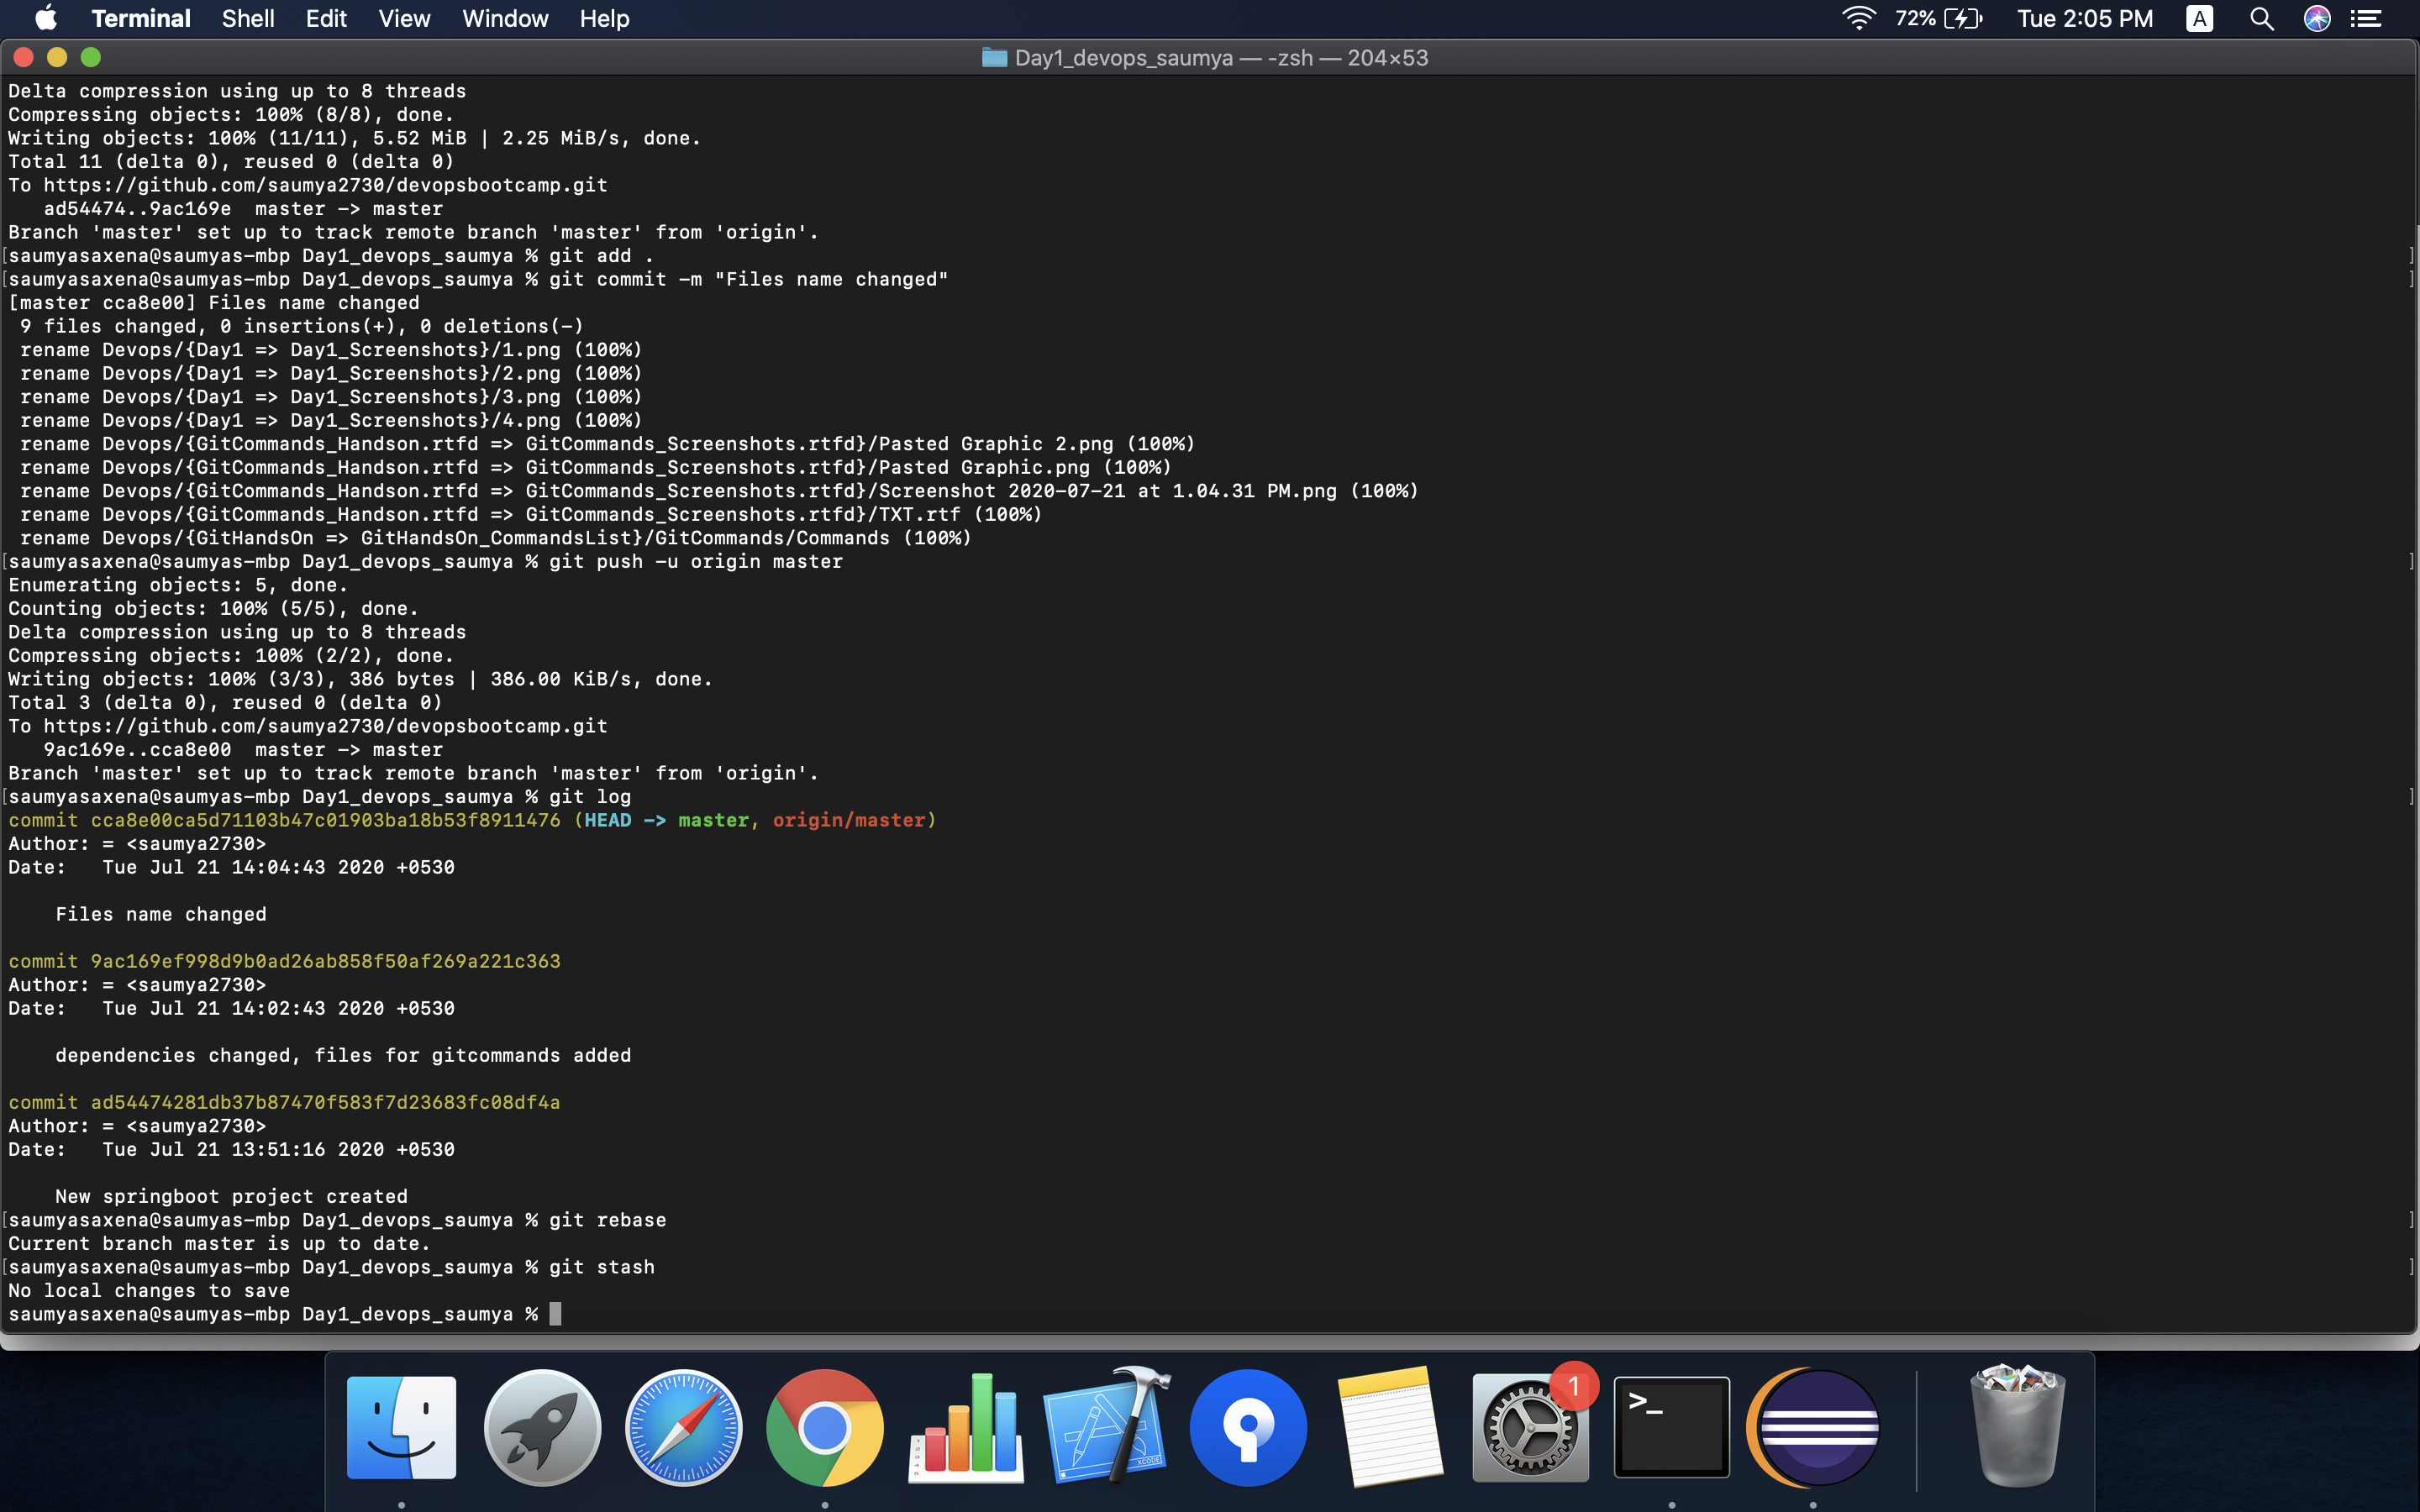 Terminal Shell Edit View Window Help 72% Tue 2:05 PM A
Day1_devops_saumya — -zsh — 204×53
Delta compression using up to 8 threads
Compressing objects: 100% (8/8), done.
Writing objects: 100% (11/11), 5.52 MiB | 2.25 MiB/s, done.
Total 11 (delta 0), reused 0 (delta 0)
To https://github.com/saumya2730/devopsbootcamp.git
   ad54474..9ac169e  master -> master
Branch 'master' set up to track remote branch 'master' from 'origin'.
[saumyasaxena@saumyas-mbp Day1_devops_saumya % git add . ]
[saumyasaxena@saumyas-mbp Day1_devops_saumya % git commit -m "Files name changed" ]
[master cca8e00] Files name changed
 9 files changed, 0 insertions(+), 0 deletions(-)
 rename Devops/{Day1 => Day1_Screenshots}/1.png (100%)
 rename Devops/{Day1 => Day1_Screenshots}/2.png (100%)
 rename Devops/{Day1 => Day1_Screenshots}/3.png (100%)
 rename Devops/{Day1 => Day1_Screenshots}/4.png (100%)
 rename Devops/{GitCommands_Handson.rtfd => GitCommands_Screenshots.rtfd}/Pasted Graphic 2.png (100%)
 rename Devops/{GitCommands_Handson.rtfd => GitCommands_Screenshots.rtfd}/Pasted Graphic.png (100%)
 rename Devops/{GitCommands_Handson.rtfd => GitCommands_Screenshots.rtfd}/Screenshot 2020-07-21 at 1.04.31 PM.png (100%)
 rename Devops/{GitCommands_Handson.rtfd => GitCommands_Screenshots.rtfd}/TXT.rtf (100%)
 rename Devops/{GitHandsOn => GitHandsOn_CommandsList}/GitCommands/Commands (100%)
[saumyasaxena@saumyas-mbp Day1_devops_saumya % git push -u origin master ]
Enumerating objects: 5, done.
Counting objects: 100% (5/5), done.
Delta compression using up to 8 threads
Compressing objects: 100% (2/2), done.
Writing objects: 100% (3/3), 386 bytes | 386.00 KiB/s, done.
Total 3 (delta 0), reused 0 (delta 0)
To https://github.com/saumya2730/devopsbootcamp.git
   9ac169e..cca8e00  master -> master
Branch 'master' set up to track remote branch 'master' from 'origin'.
[saumyasaxena@saumyas-mbp Day1_devops_saumya % git log ]
commit cca8e00ca5d71103b47c01903ba18b53f8911476 (HEAD -> master, origin/master)
Author: = <saumya2730>
Date:   Tue Jul 21 14:04:43 2020 +0530
    Files name changed
commit 9ac169ef998d9b0ad26ab858f50af269a221c363
Author: = <saumya2730>
Date:   Tue Jul 21 14:02:43 2020 +0530
    dependencies changed, files for gitcommands added
commit ad54474281db37b87470f583f7d23683fc08df4a
Author: = <saumya2730>
Date:   Tue Jul 21 13:51:16 2020 +0530
    New springboot project created
[saumyasaxena@saumyas-mbp Day1_devops_saumya % git rebase ]
Current branch master is up to date.
[saumyasaxena@saumyas-mbp Day1_devops_saumya % git stash ]
No local changes to save
saumyasaxena@saumyas-mbp Day1_devops_saumya %
1
>_
XCODE